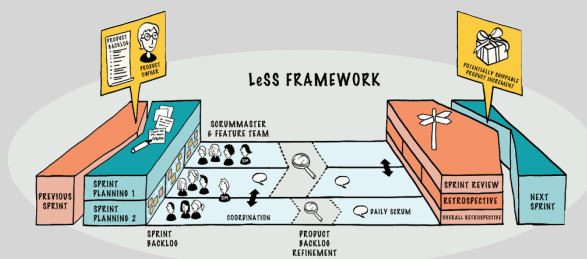 PRODUCT
BACKLOG
PRODUCT
OWNER
POTENTIALLY SHIPPABLE
PRODUCT INCREMENT
LeSS FRAMEWORK
SCRUMMASTER
& FEATURE TEAM
SPRINT
PLANNING 1
SPRINT
PLANNING 2
PREVIOUS
SPRINT
COORDINATION
DAILY SCRUM
SPRINT
BACKLOG
PRODUCT
BACKLOG
REFINEMENT
SPRINT REVIEW
RETROSPECTIVE
OVERALL RETROSPECTIVE
NEXT
SPRINT